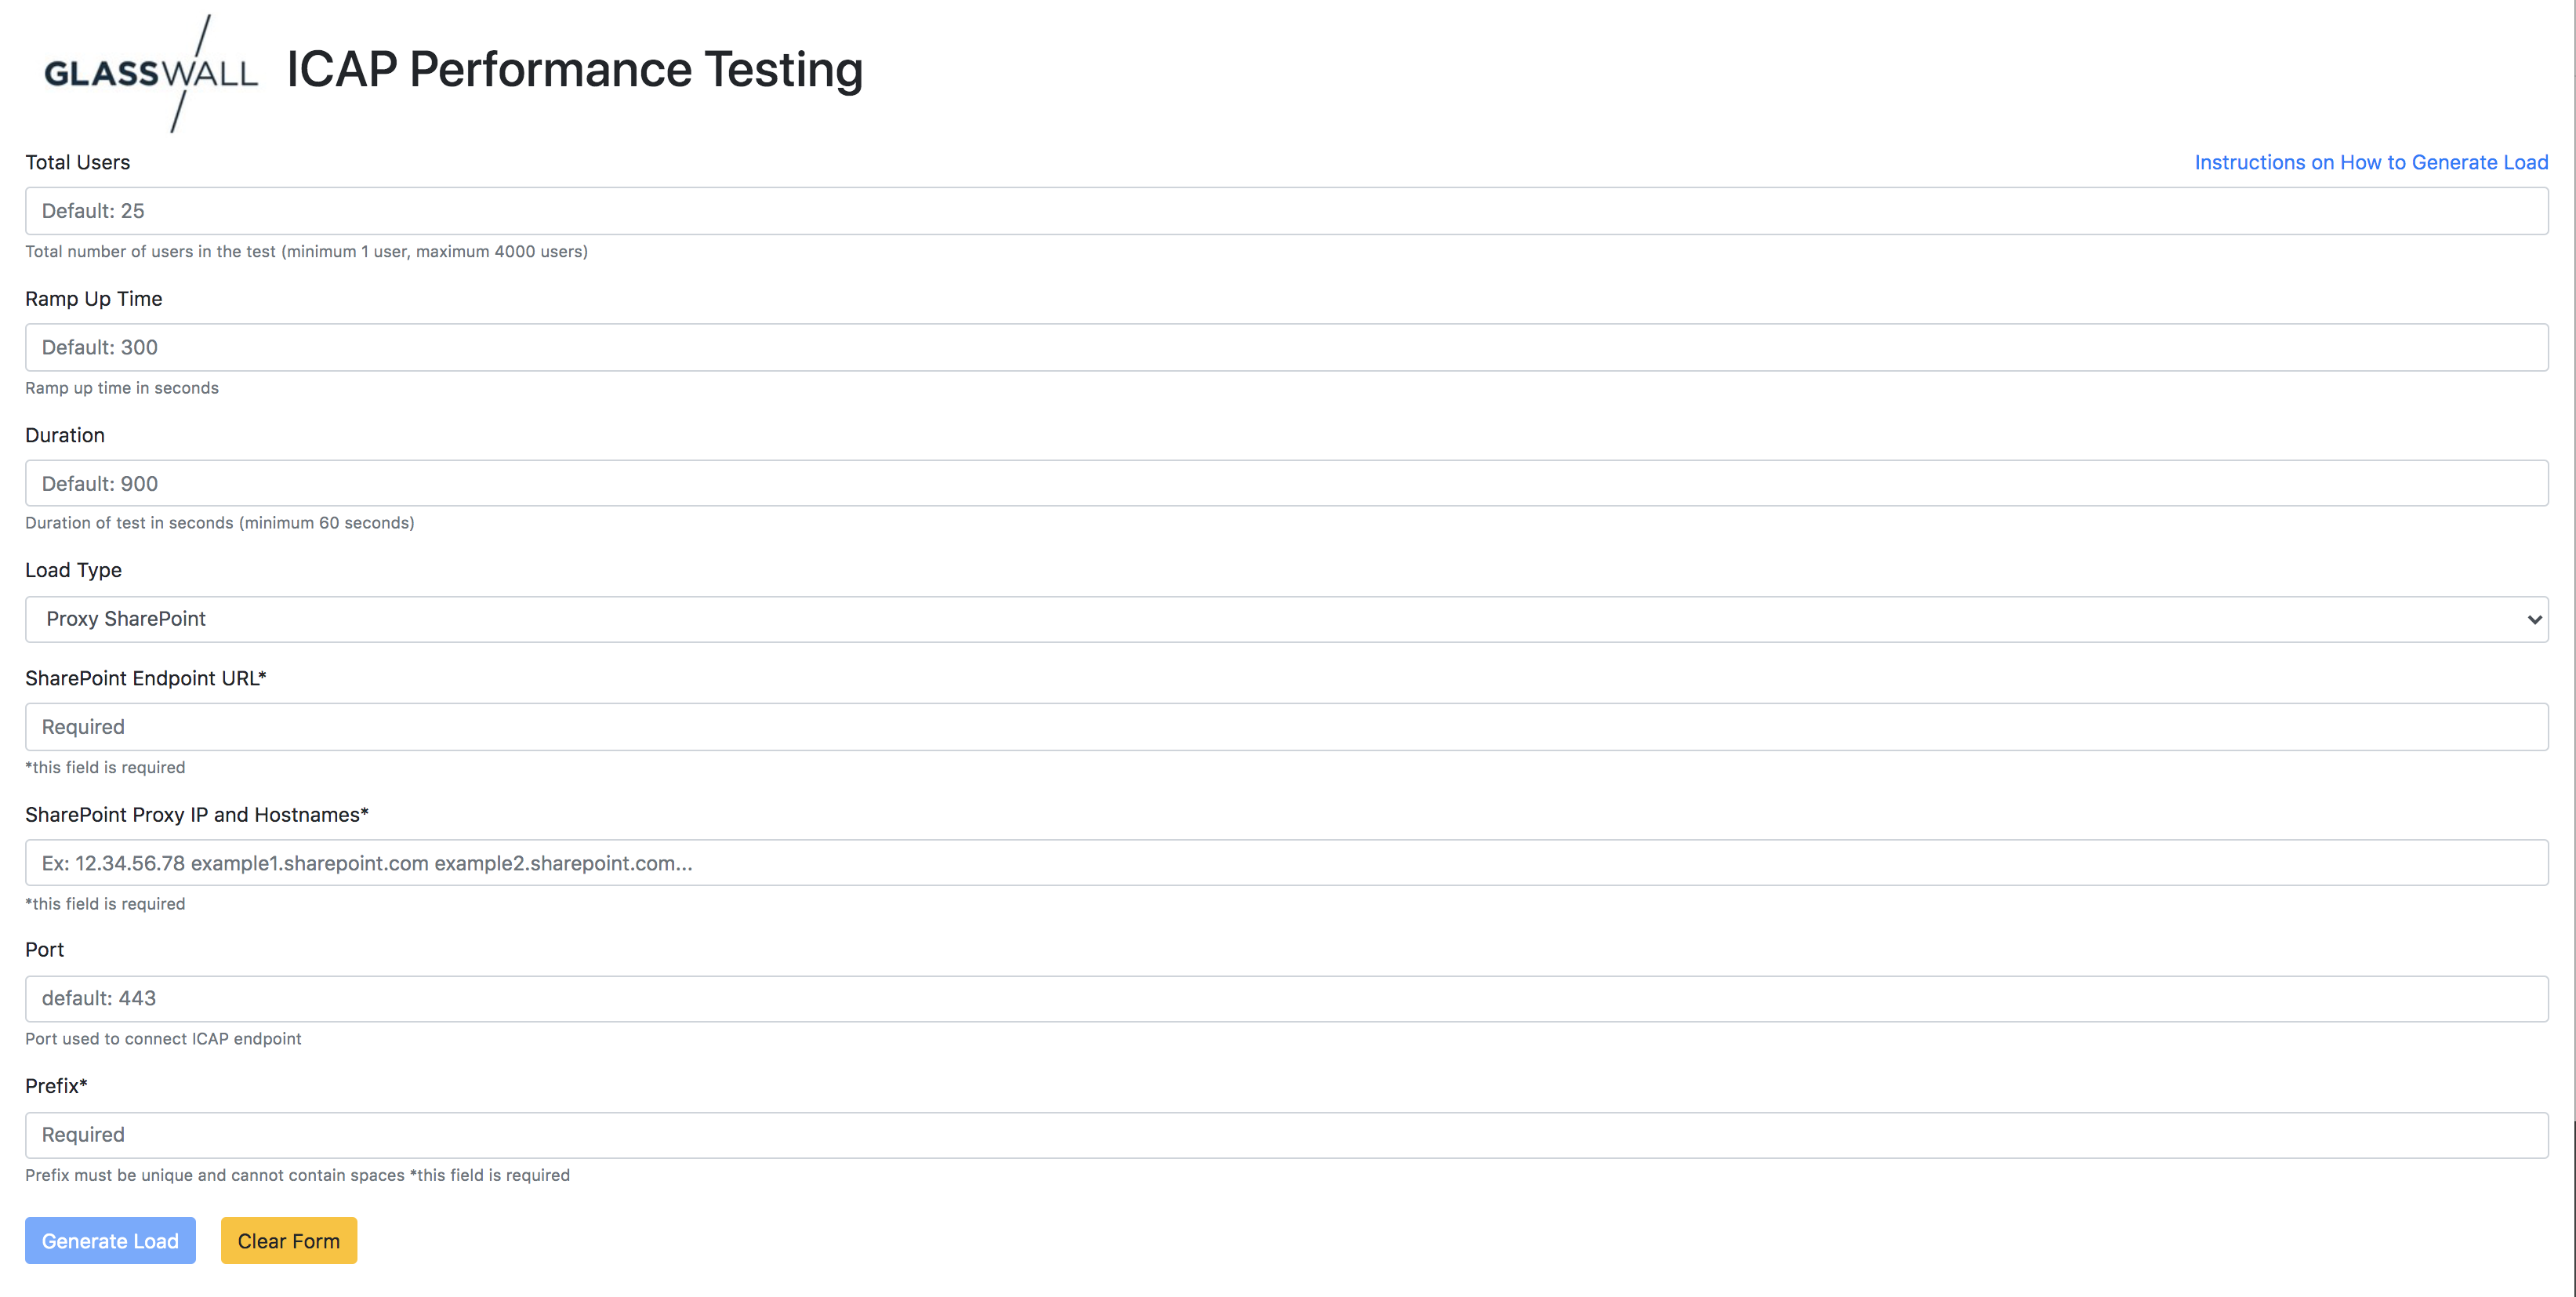 GLASSWALL ICAP Performance Testing
Total Users
Instructions on How to Generate Load
Default: 25
Total number of users in the test (minimum 1 user, maximum 4000 users)
Ramp Up Time
Default: 300
Ramp up time in seconds
Duration
Default: 900
Duration of test in seconds (minimum 60 seconds)
Load Type
Proxy SharePoint
SharePoint Endpoint URL*
Required
*this field is required
SharePoint Proxy IP and Hostnames*
Ex: 12.34.56.78 example1.sharepoint.com example2.sharepoint.com...
*this field is required
Port
default: 443
Port used to connect ICAP endpoint
Prefix*
Required
Prefix must be unique and cannot contain spaces *this field is required
Generate Load
Clear Form